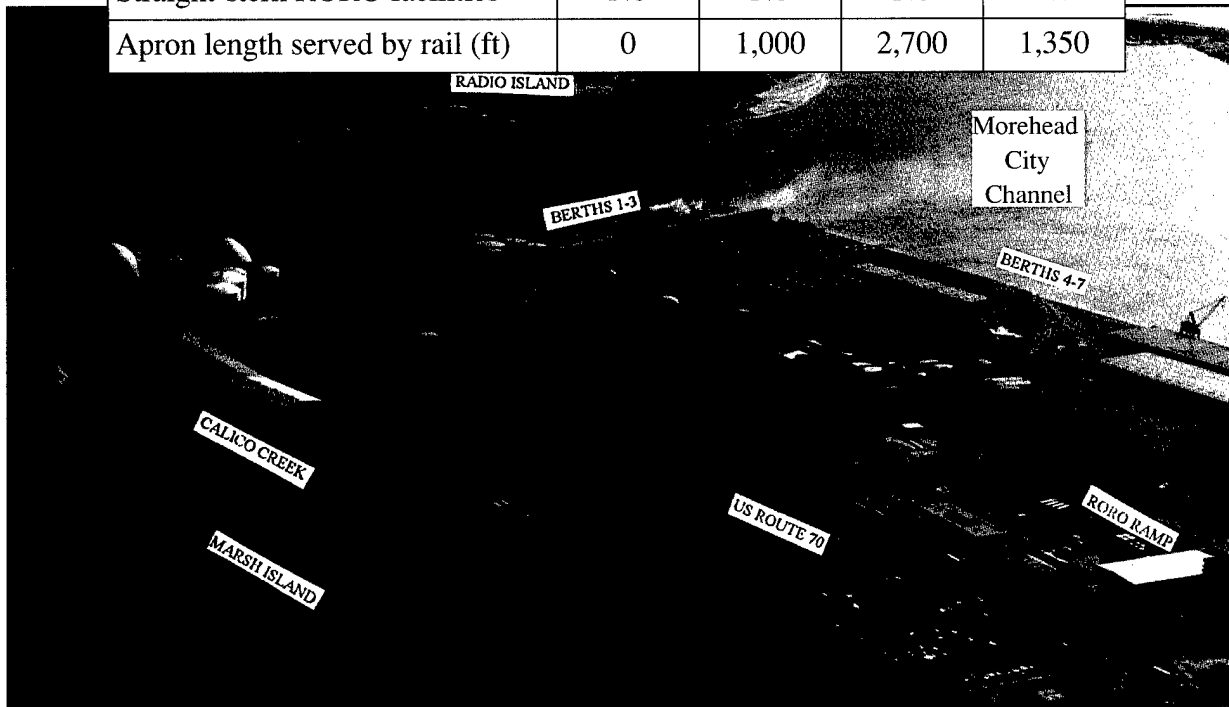 Apron length served by rail (ft) 0 1,000 2,700 1,350
RADIO ISLAND
Morehead
City
Channel
BERTHS 1-3
BERTHS 4-7
CALICO CREEK
US ROUTE 70
RORO RAMP
MARSH ISLAND